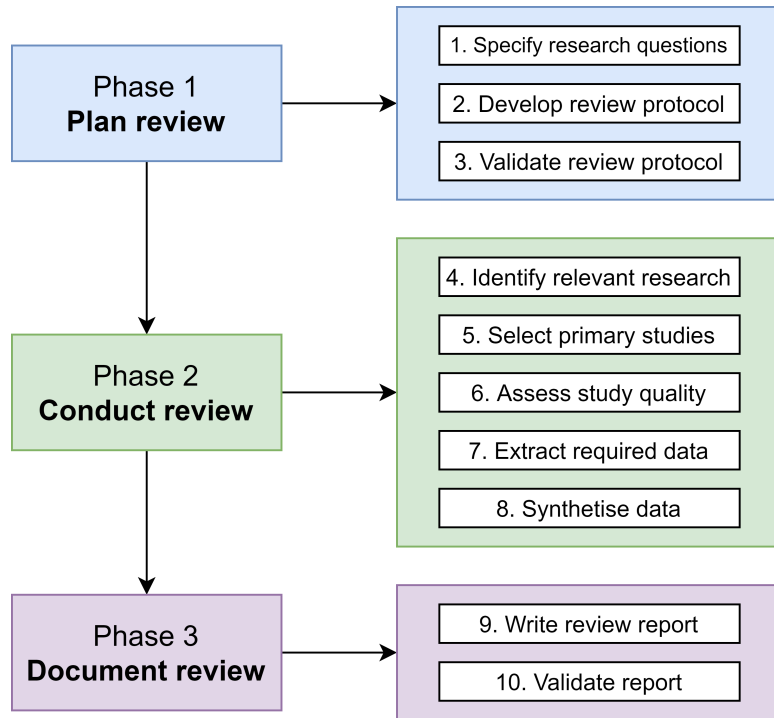 Phase 1
Plan review
1. Specify research questions
2. Develop review protocol
3. Validate review protocol
Phase 2
Conduct review
4. Identify relevant research
5. Select primary studies
6. Assess study quality
7. Extract required data
8. Synthetise data
Phase 3
Document review
9. Write review report
10. Validate report